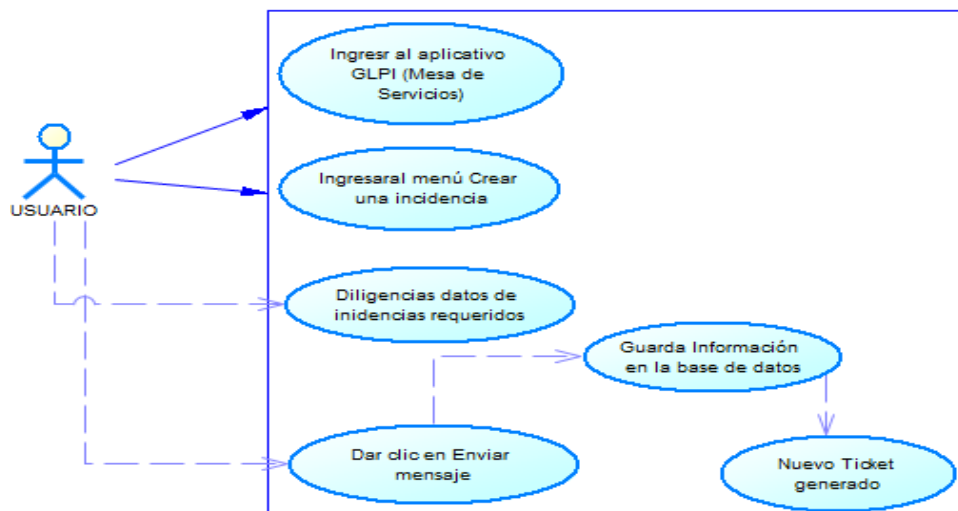 Ingresr al aplicativo
GLPI (Mesa de
Servicios)
USUARIO
Ingresaral menú Crear
una incidencia
Diligencias datos de
inidencias requeridos
Guarda Información
en la base de datos
Dar clic en Enviar
mensaje
Nuevo Ticket
generado